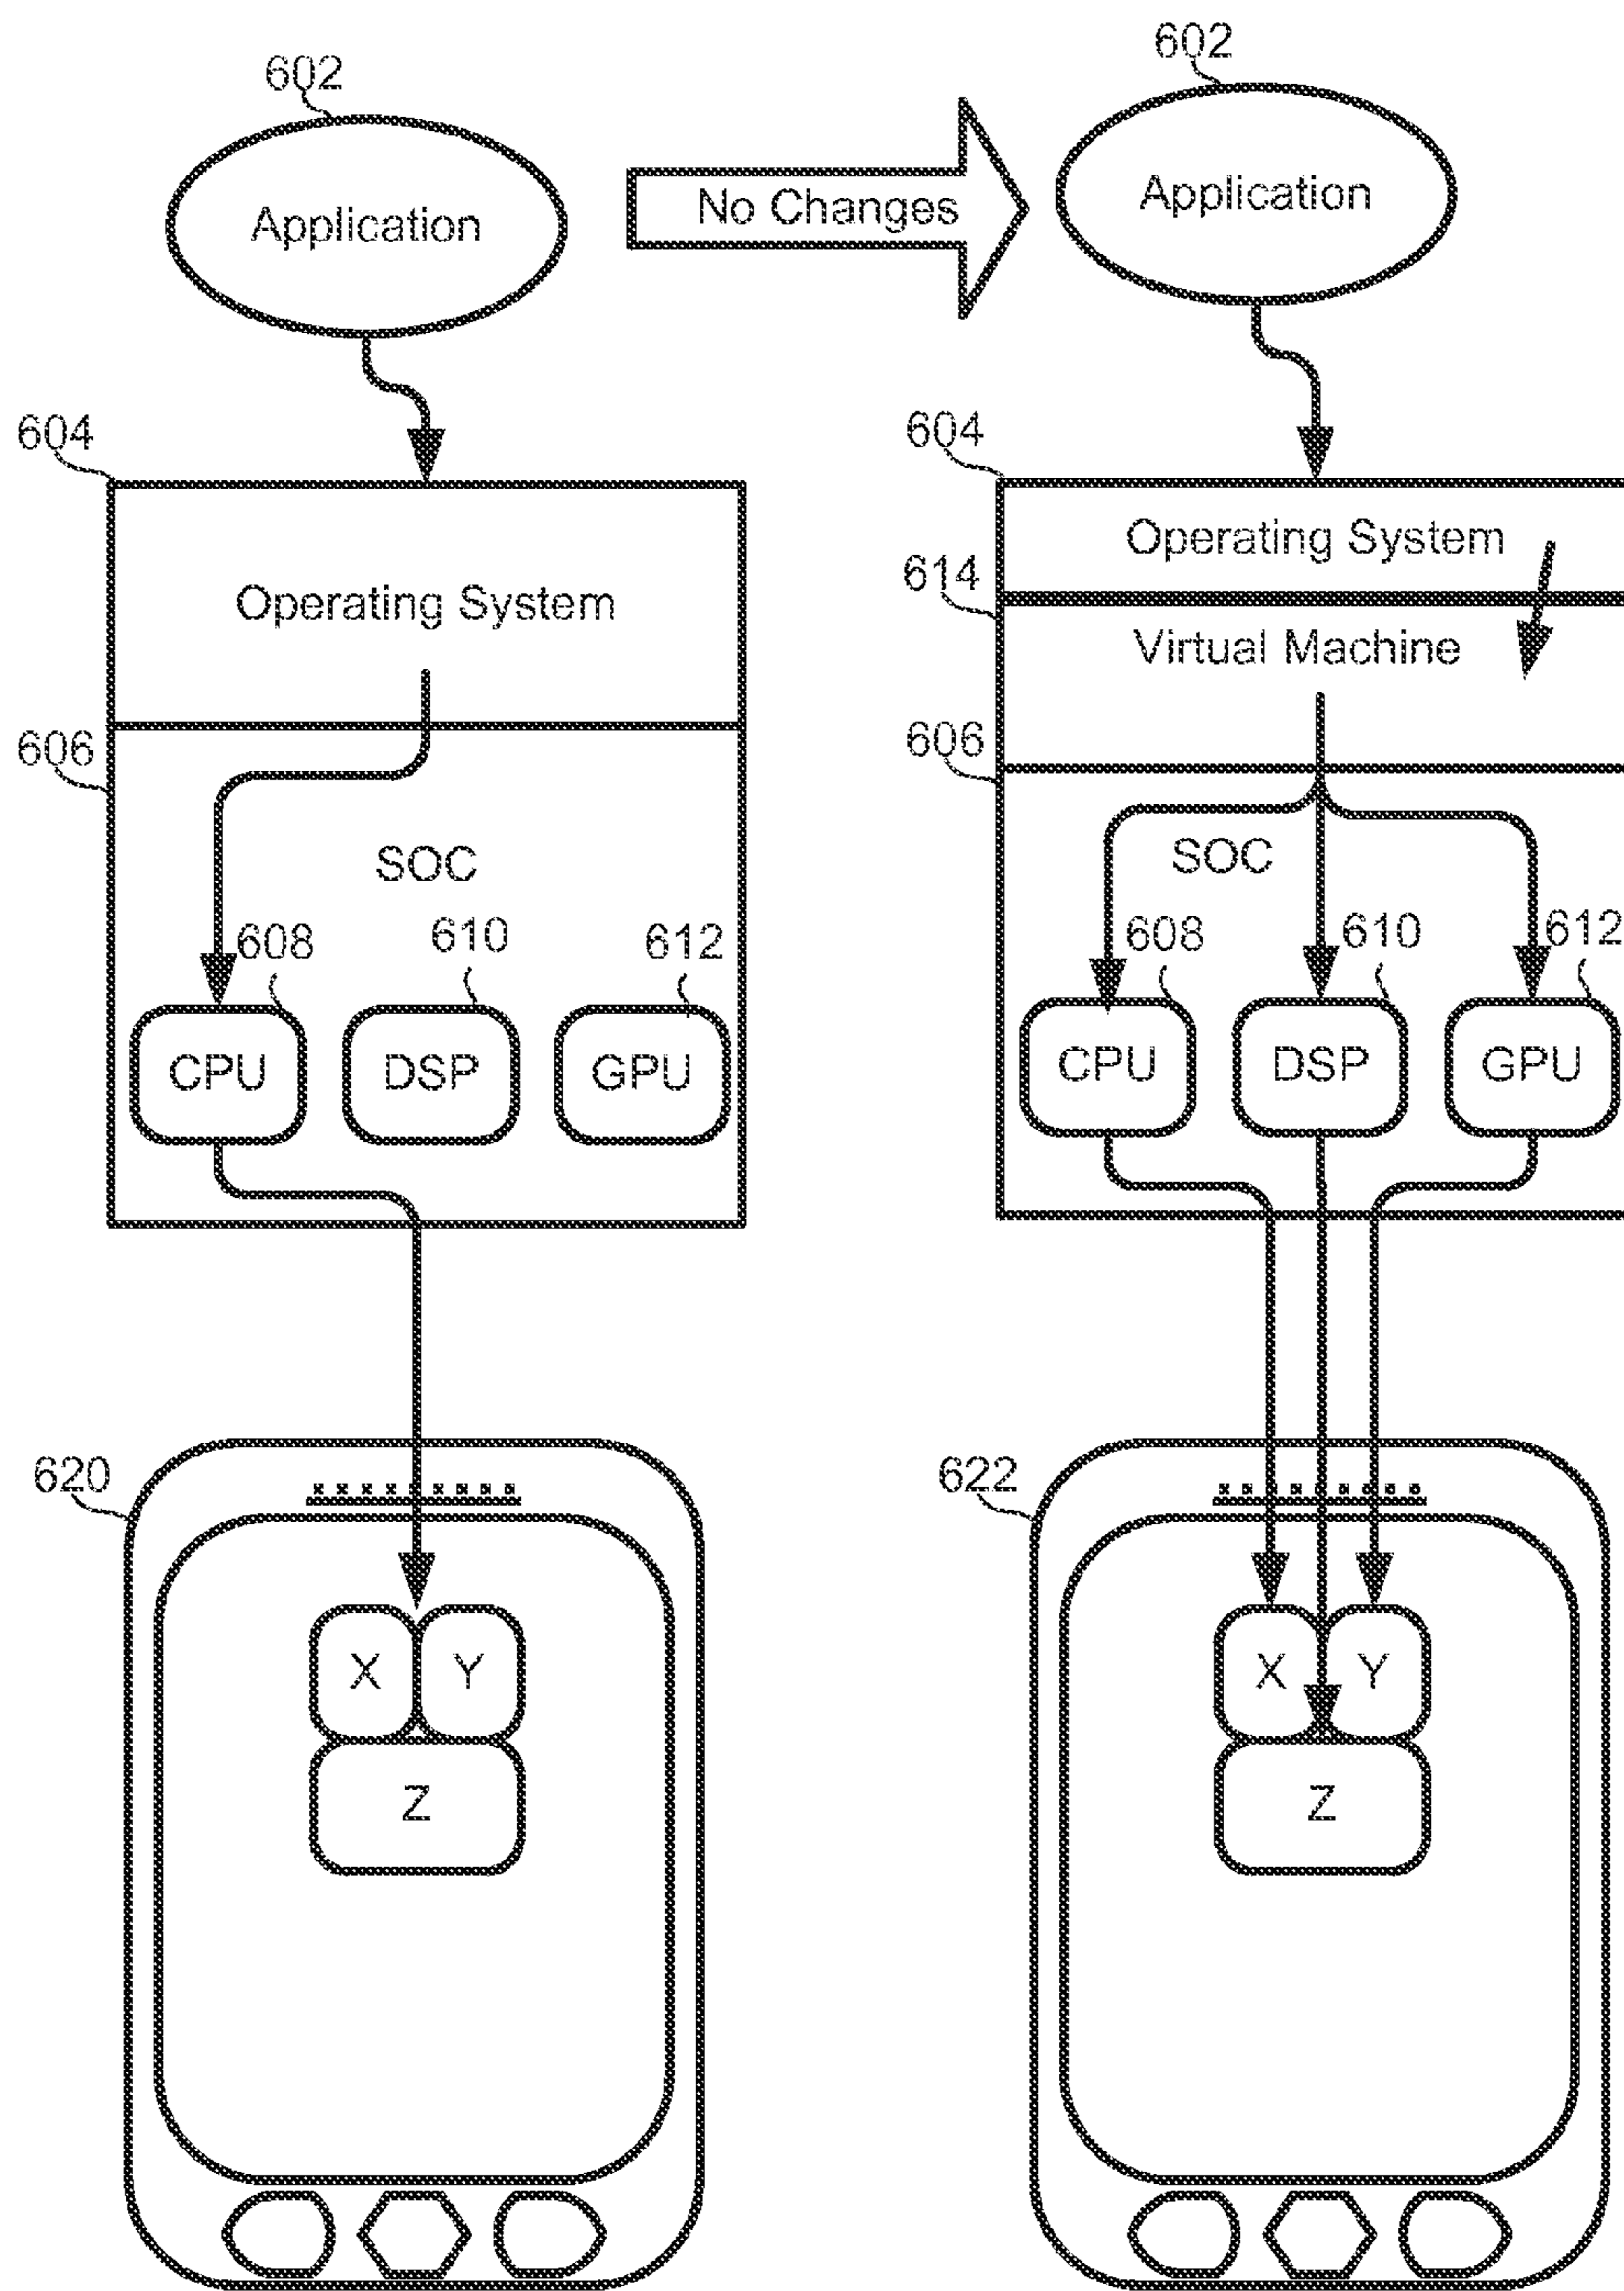 602
Application
No Changes
602
Application
604
Operating System
606
SOC
608
610
612
CPU
DSP
GPU
620
X
Y
Z
604
Operating System
614
Virtual Machine
606
SOC
608
610
612
CPU
DSP
GPU
622
X
Y
Z